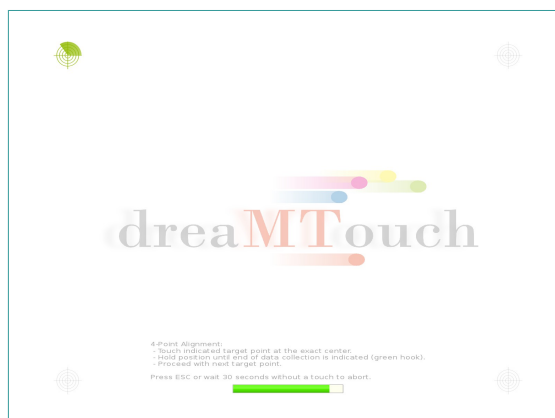 dreaMTouch
4-Point Alignment:
- Touch indicated target point at the exact center.
- Hold position until end of data collection is indicated (green hook).
- Proceed with next target point.
Press ESC or wait 30 seconds without a touch to abort.